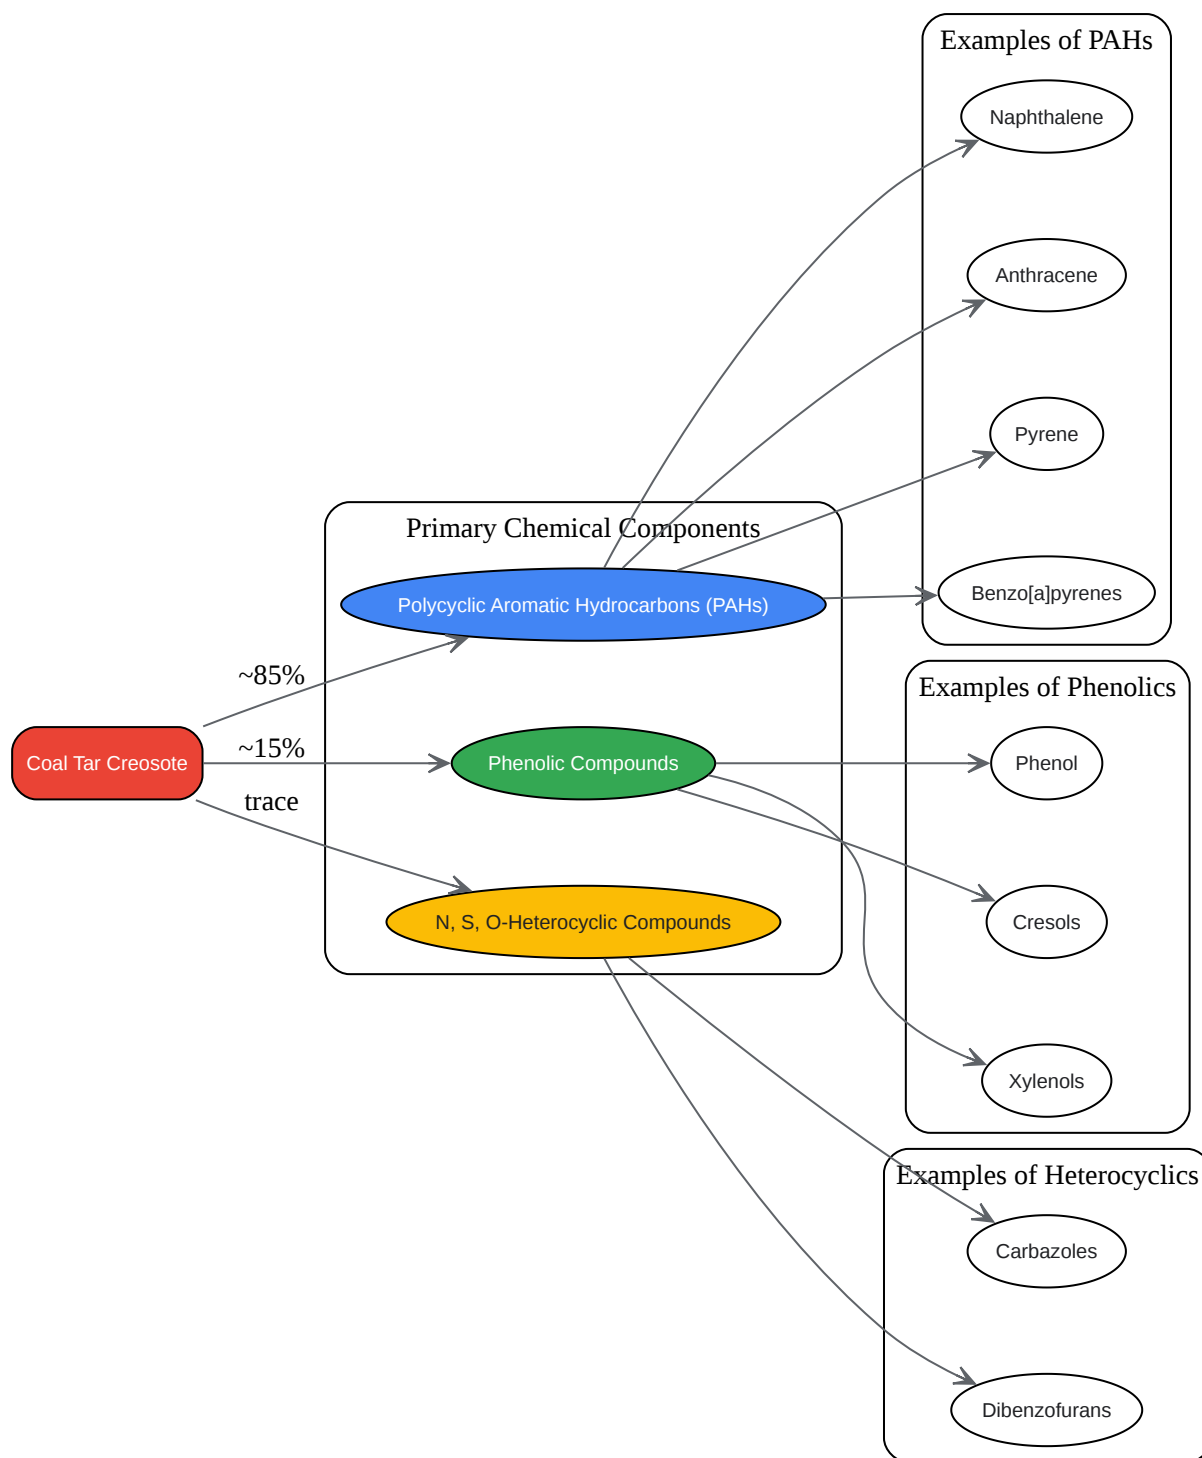 Examples of PAHs
Naphthalene
Anthracene
Pyrene
Benzo[a]pyrenes
Primary Chemical Components
Polycyclic Aromatic Hydrocarbons (PAHs)
~85%
Coal Tar Creosote
~15%
trace
Phenolic Compounds
N, S, O-Heterocyclic Compounds
Examples of Phenolics
Phenol
Cresols
Xylenols
Examples of Heterocyclics
Carbazoles
Dibenzofurans